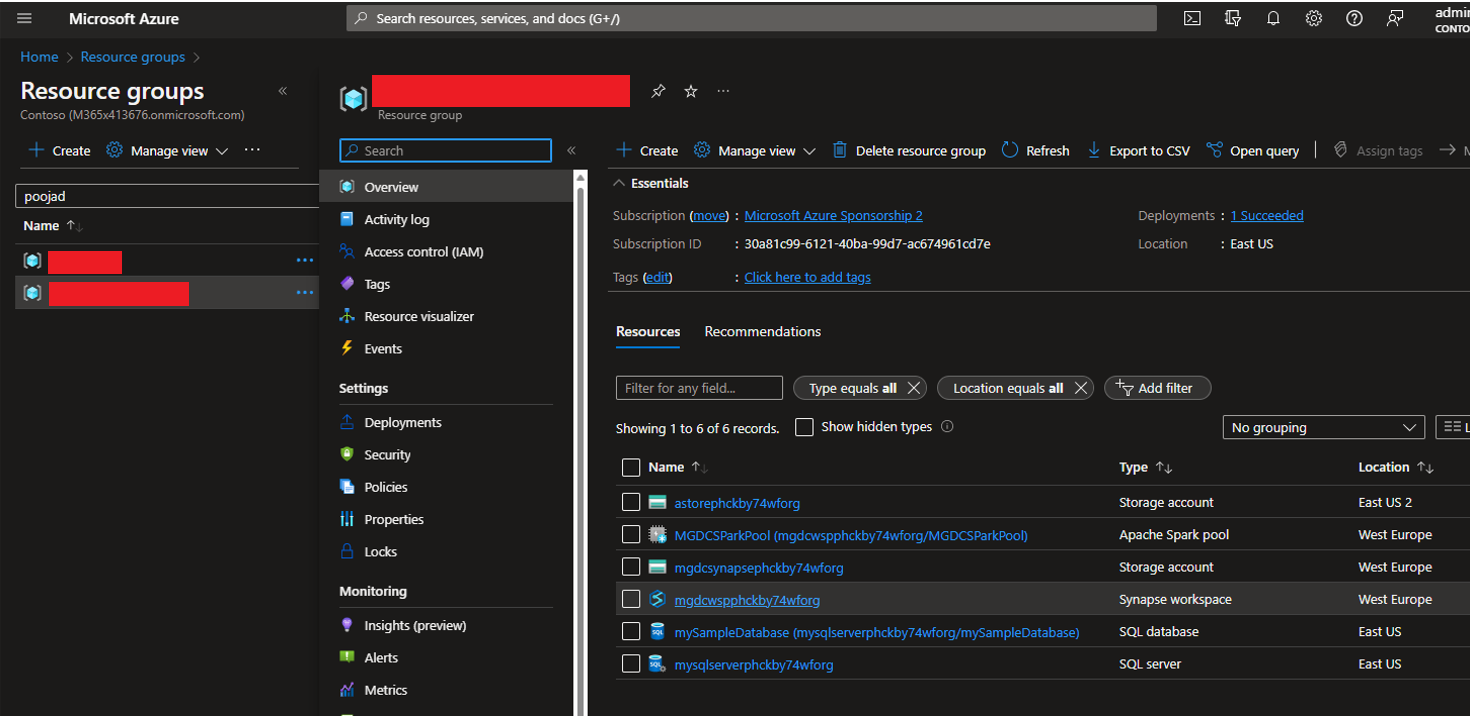 Microsoft Azure
Search resources, services, and docs (G+/)
admin
CONTO
Home > Resource groups >
Resource groups
Contoso (M365x413676.onmicrosoft.com)
Create Manage view ...
poojad
Name
Resource group
Search
Overview
Activity log
Access control (IAM)
Tags
Resource visualizer
Events
Settings
Deployments
Security
Policies
Properties
Locks
Monitoring
Insights (preview)
Alerts
Metrics
Create Manage view Delete resource group Refresh Export to CSV Open query Assign tags M
Essentials
Subscription (move) : Microsoft Azure Sponsorship 2
Deployments : 1 Succeeded
Subscription ID : 30a81c99-6121-40ba-99d7-ac674961cd7e
Location : East US
Tags (edit) : Click here to add tags
Resources Recommendations
Filter for any field... Type equals all Location equals all Add filter
Showing 1 to 6 of 6 records. Show hidden types No grouping L
Name Type Location
astorephckby74wforg Storage account East US 2
MGDCSParkPool (mgdcwspphckby74wforg/MGDCSParkPool) Apache Spark pool West Europe
mgdcsynapsephckby74wforg Storage account West Europe
mgdcwspphckby74wforg Synapse workspace West Europe
mySampleDatabase (mysqlserverphckby74wforg/mySampleDatabase) SQL database East US
mysqlserverphckby74wforg SQL server East US